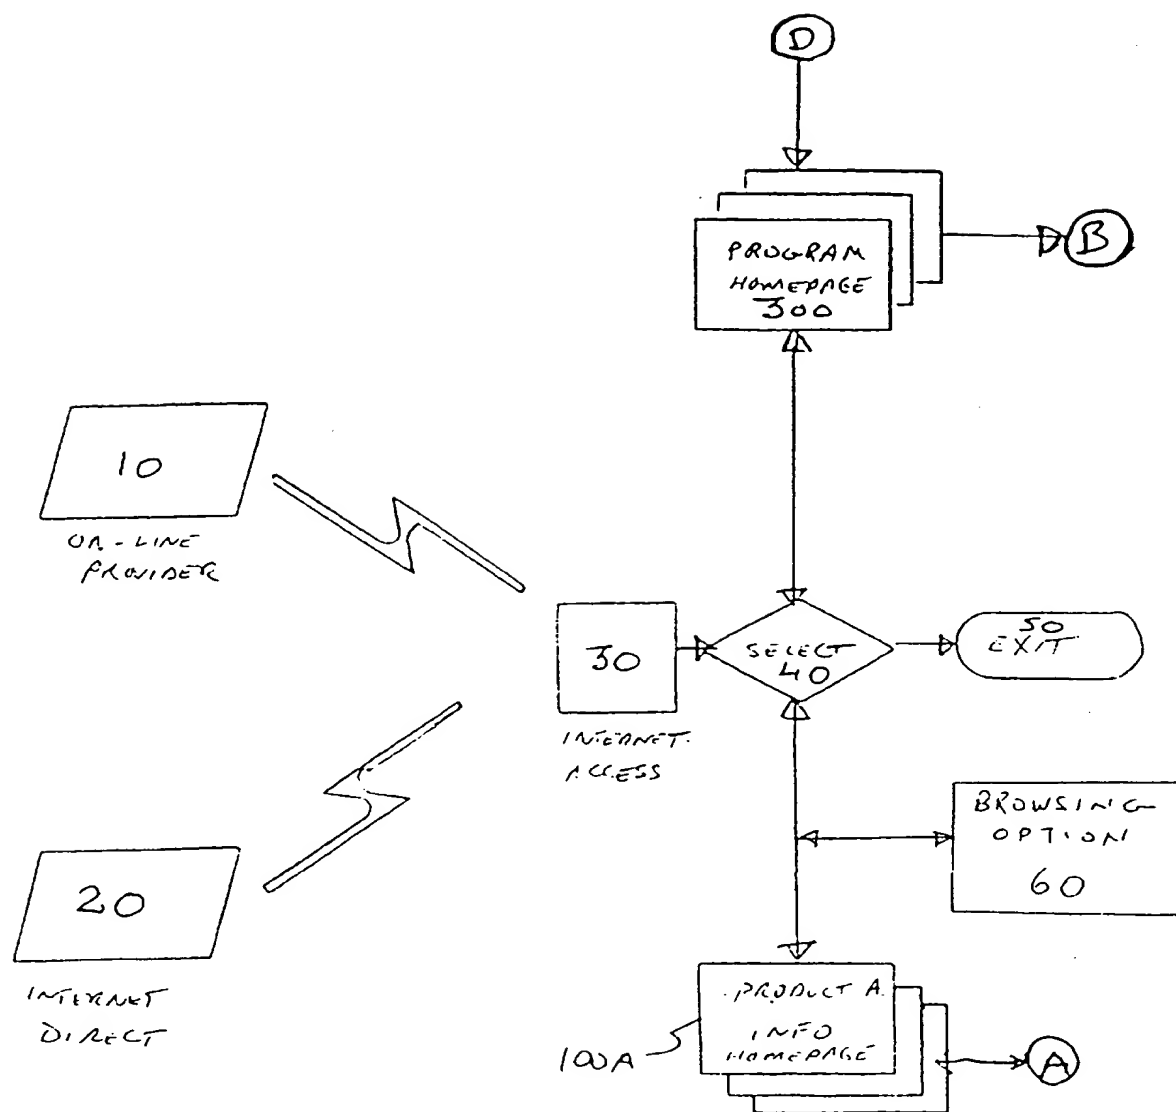 D
PROGRAM
HOMEPAGE
300
B
10
ON-LINE
PROVIDER
30
INTERNET
ACCESS
SELECT
40
50
EXIT
BROWSING
OPTION
60
20
INTERNET
DIRECT
PRODUCT A
INFO
HOMEPAGE
100A
A